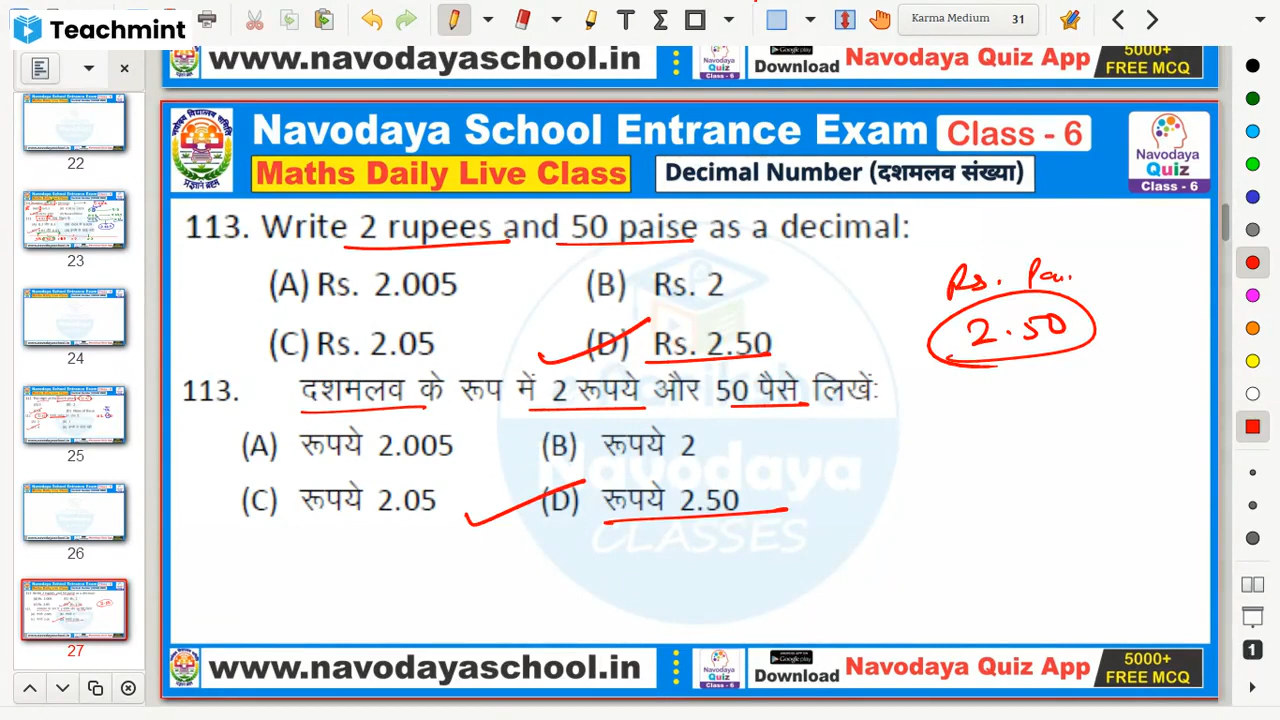 Teachmint
Karma Medium 31
www.navodayaschool.in
Download
Navodaya Quiz App
5000+
FREE MCQ
Navodaya School Entrance Exam Class - 6
Maths Daily Live Class
Decimal Number (दशमलव संख्या)
Navodaya
Quiz
Class - 6
113. Write 2 rupees and 50 paise as a decimal:
(A) Rs. 2.005 (B) Rs. 2
(C) Rs. 2.05 (D) Rs. 2.50
Rs. Pai.
2.50
113. दशमलव के रूप में 2 रूपये और 50 पैसे लिखें:
(A) रूपये 2.005 (B) रूपये 2
(C) रूपये 2.05 (D) रूपये 2.50
Navodaya
CLASSES
www.navodayaschool.in
Download
Navodaya Quiz App
5000+
FREE MCQ
22
23
24
25
26
27
1